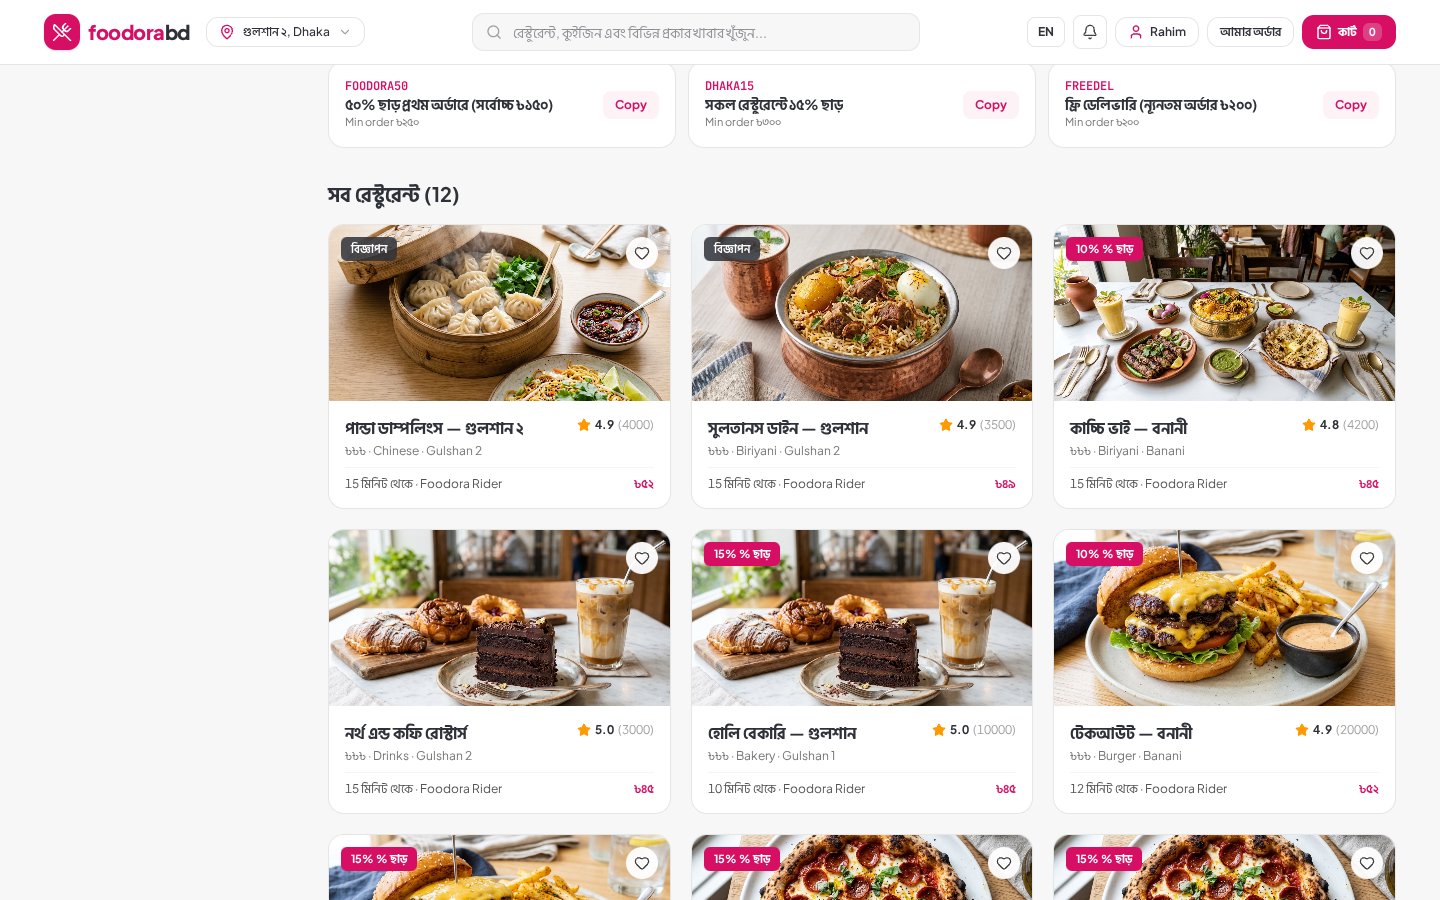 foodorabd
গুলশান ২, Dhaka
রেস্টুরেন্ট, কুইজিন এবং বিভিন্ন প্রকার খাবার খুঁজুন...
EN
Rahim
আমার অর্ডার
কার্ট 0
FOODORA50
৫০% ছাড় প্রথম অর্ডারে (সর্বোচ্চ ৳১৫০)
Min order ৳২৫০
Copy
DHAKA15
সকল রেস্টুরেন্টে ১৫% ছাড়
Min order ৳৩০০
Copy
FREEDEL
ফ্রি ডেলিভারি (ন্যূনতম অর্ডার ৳২০০)
Min order ৳২০০
Copy
সব রেস্টুরেন্ট (12)
বিজ্ঞাপন
পান্ডা ডাম্পলিংস — গুলশান ২
4.9 (4000)
৳৳৳ · Chinese · Gulshan 2
15 মিনিট থেকে · Foodora Rider
৳৫২
বিজ্ঞাপন
সুলতানস ডাইন — গুলশান
4.9 (3500)
৳৳৳ · Biriyani · Gulshan 2
15 মিনিট থেকে · Foodora Rider
৳৪৯
10% % ছাড়
কাচ্চি ভাই — বনানী
4.8 (4200)
৳৳৳ · Biriyani · Banani
15 মিনিট থেকে · Foodora Rider
৳৪৫
নর্থ এন্ড কফি রোস্টার্স
5.0 (3000)
৳৳৳ · Drinks · Gulshan 2
15 মিনিট থেকে · Foodora Rider
৳৪৫
15% % ছাড়
হোলি বেকারি — গুলশান
5.0 (10000)
৳৳৳ · Bakery · Gulshan 1
10 মিনিট থেকে · Foodora Rider
৳৪৫
10% % ছাড়
টেকআউট — বনানী
4.9 (20000)
৳৳৳ · Burger · Banani
12 মিনিট থেকে · Foodora Rider
৳৫২
15% % ছাড়
15% % ছাড়
15% % ছাড়